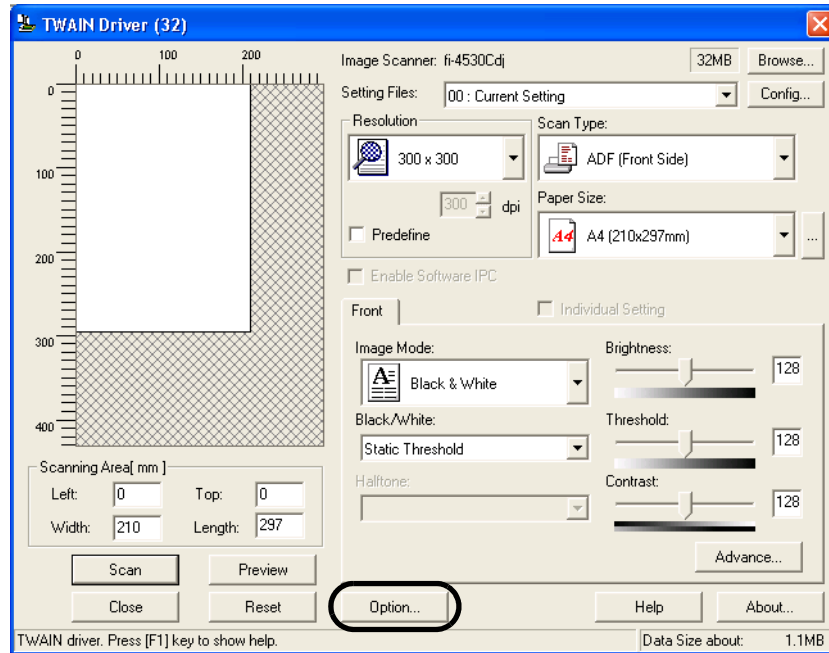 TWAIN Driver (32)
0 100 200
0
100
200
300
400
Image Scanner: fi-4530Cdj 32MB Browse...
Setting Files: 00 : Current Setting Config...
Resolution
300 x 300
300 dpi
Predefine
Scan Type:
ADF (Front Side)
Paper Size:
A4 A4 (210x297mm) ...
Enable Software IPC
Front Individual Setting
Image Mode:
A Black & White
Black/White:
Static Threshold
Halftone:
Brightness:
128
Threshold:
128
Contrast:
128
Advance...
Scanning Area[ mm ]
Left: 0 Top: 0
Width: 210 Length: 297
Scan Preview
Close Reset Option... Help About...
TWAIN driver. Press [F1] key to show help. Data Size about: 1.1MB